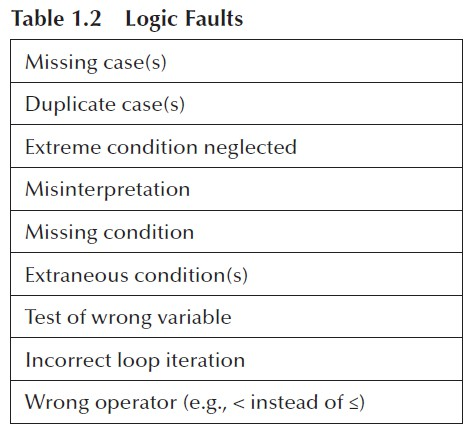 Table 1.2 Logic Faults
Missing case(s)
Duplicate case(s)
Extreme condition neglected
Misinterpretation
Missing condition
Extraneous condition(s)
Test of wrong variable
Incorrect loop iteration
Wrong operator (e.g., < instead of ≤)